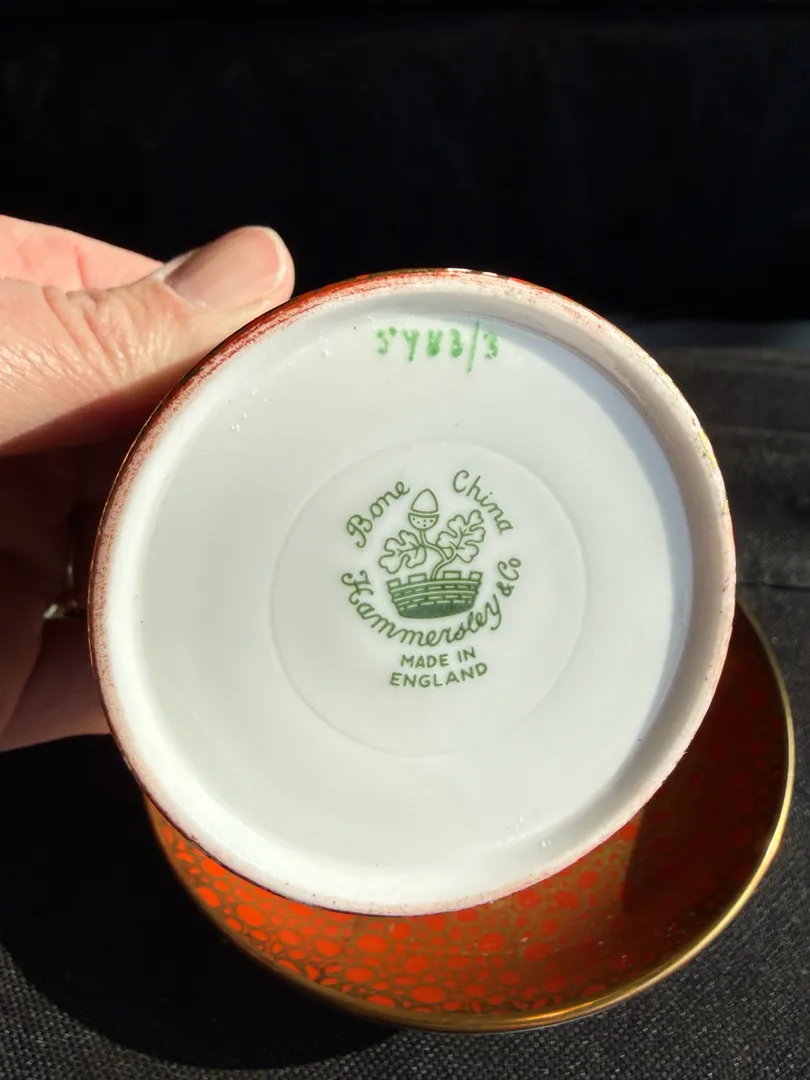 Bone China
Hammersley & Co
MADE IN
ENGLAND